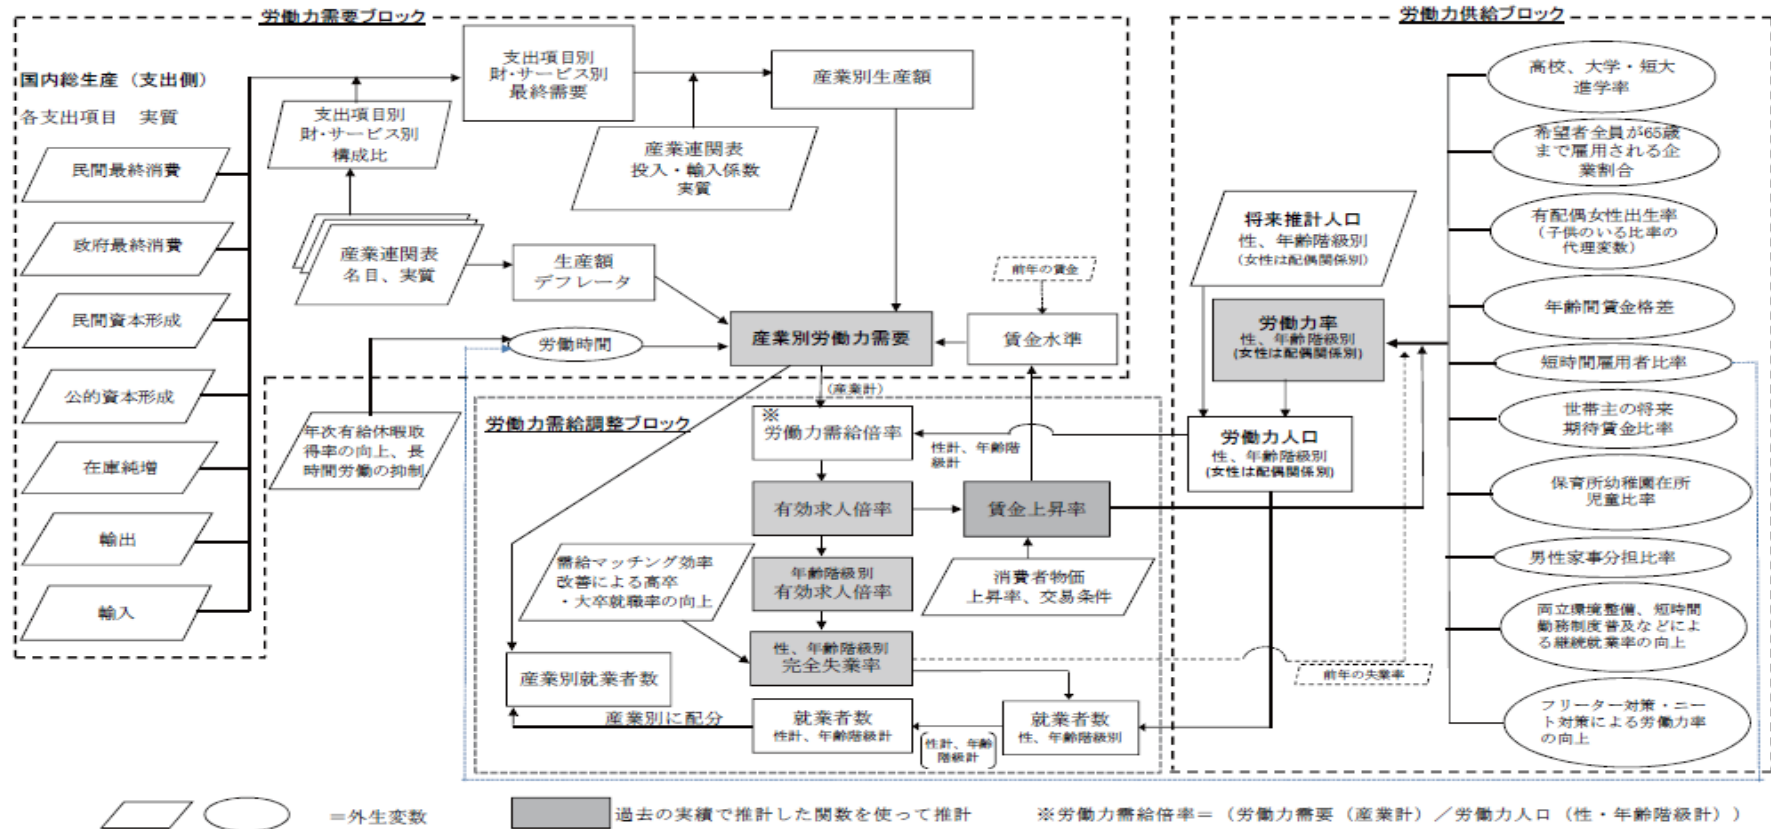 労働力需要ブロック
国内総生産（支出側）
各支出項目　実質
民間最終消費
政府最終消費
民間資本形成
公的資本形成
在庫純増
輸出
輸入
支出項目別
財・サービス別
構成比
支出項目別
財・サービス別
最終需要
産業別生産額
産業連関表
投入・輸入係数
実質
産業連関表
名目、実質
生産額
デフレータ
前年の賃金
労働時間
産業別労働力需要
賃金水準
年次有給休暇取
得率の向上、長
時間労働の抑制
（産業計）
労働力需給調整ブロック
※
労働力需給倍率
性計、年齢階
級計
有効求人倍率
賃金上昇率
需給マッチング効率
改善による高卒
・大卒就職率の向上
年齢階級別
有効求人倍率
消費者物価
上昇率、交易条件
性、年齢階級別
完全失業率
産業別就業者数
産業別に配分
就業者数
性計、年齢階級計
性計、年齢
階級計
就業者数
性、年齢階級別
前年の失業率
労働力供給ブロック
将来推計人口
性、年齢階級別
（女性は配偶関係別）
労働力率
性、年齢階級別
(女性は配偶関係別)
労働力人口
性、年齢階級別
(女性は配偶関係別)
高校、大学・短大
進学率
希望者全員が65歳
まで雇用される企
業割合
有配偶女性出生率
（子供のいる比率の
代理変数）
年齢間賃金格差
短時間雇用者比率
世帯主の将来
期待賃金比率
保育所幼稚園在所
児童比率
男性家事分担比率
両立環境整備、短時間
勤務制度普及などによ
る継続就業率の向上
フリーター対策・ニー
ト対策による労働力率
の向上
＝外生変数
過去の実績で推計した関数を使って推計
※労働力需給倍率＝（労働力需要（産業計）／労働力人口（性・年齢階級計））